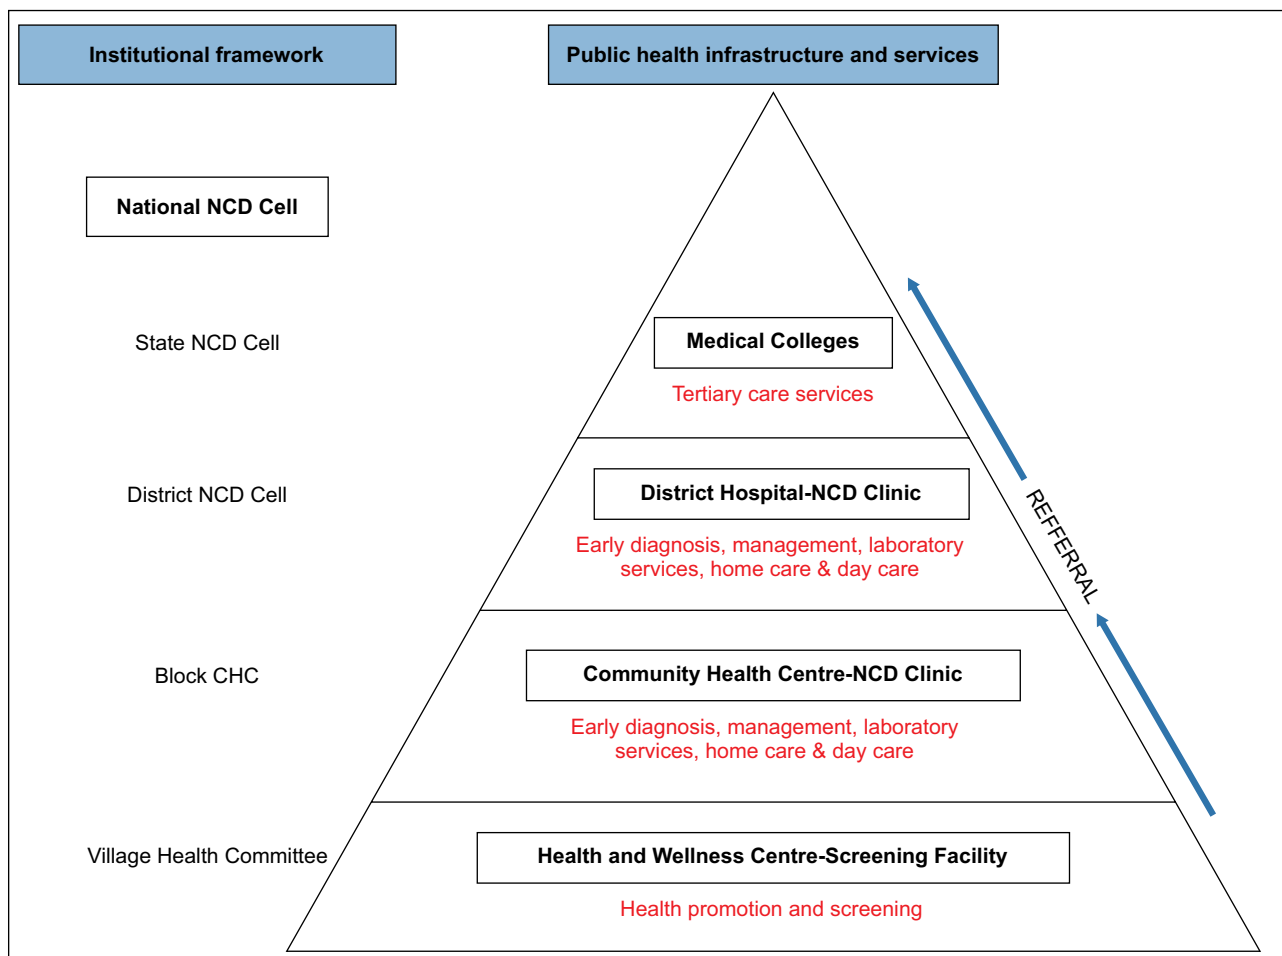 Institutional framework
Public health infrastructure and services
National NCD Cell
State NCD Cell
Medical Colleges
Tertiary care services
District NCD Cell
District Hospital-NCD Clinic
Early diagnosis, management, laboratory
services, home care & day care
REFFERRAL
Block CHC
Community Health Centre-NCD Clinic
Early diagnosis, management, laboratory
services, home care & day care
Village Health Committee
Health and Wellness Centre-Screening Facility
Health promotion and screening